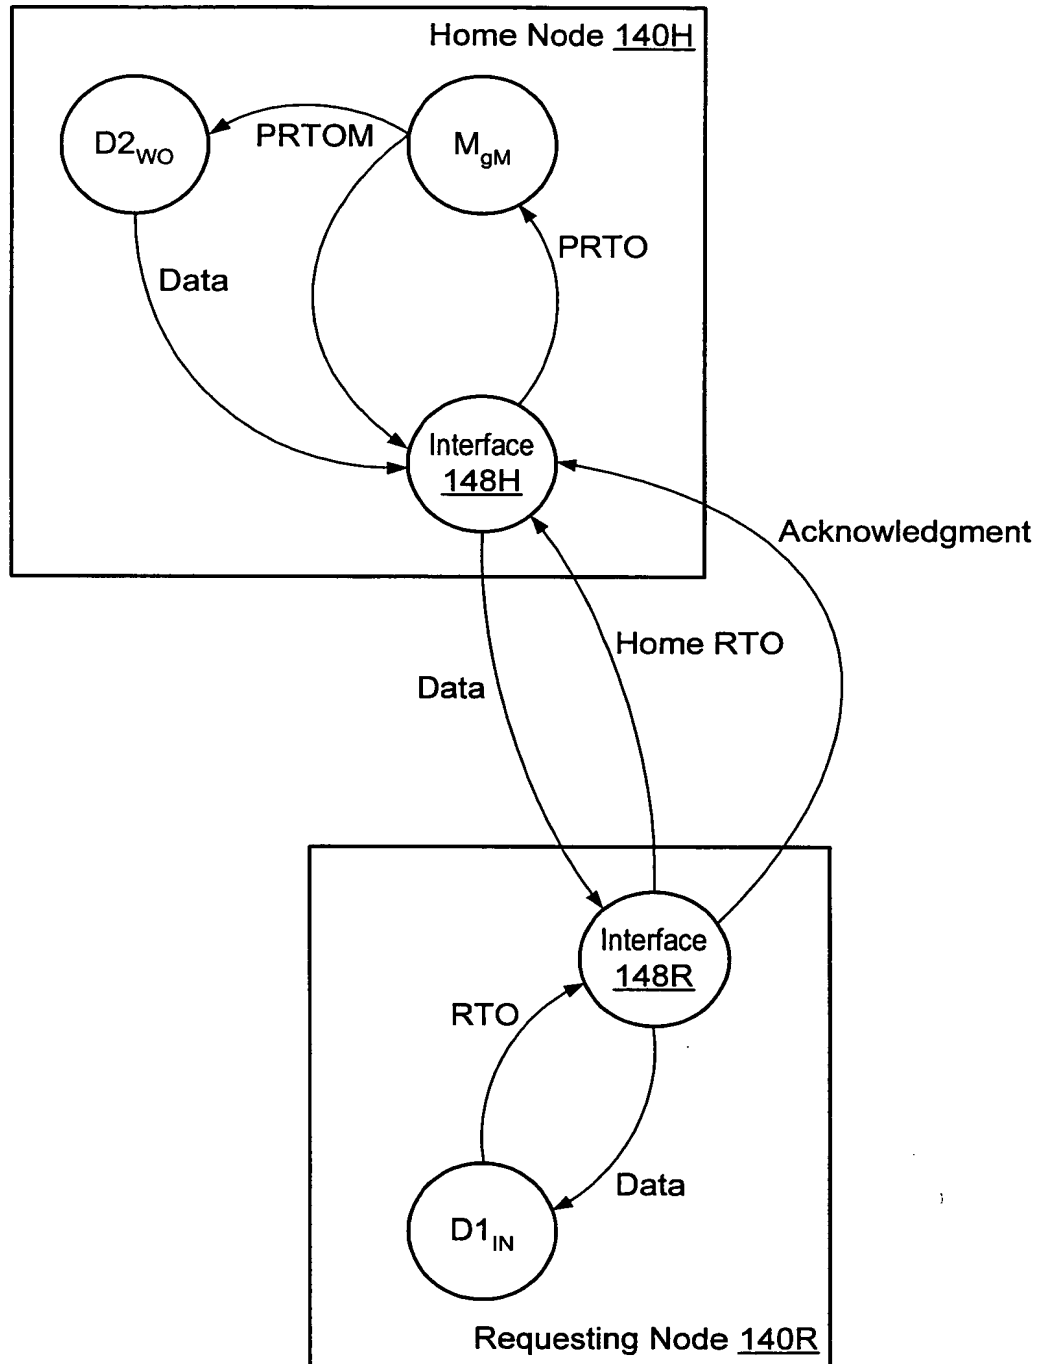 Home Node 140H
D2WO
PRTOM
MgM
PRTO
Data
Interface
148H
Acknowledgment
Home RTO
Data
Interface
148R
RTO
Data
D1IN
Requesting Node 140R